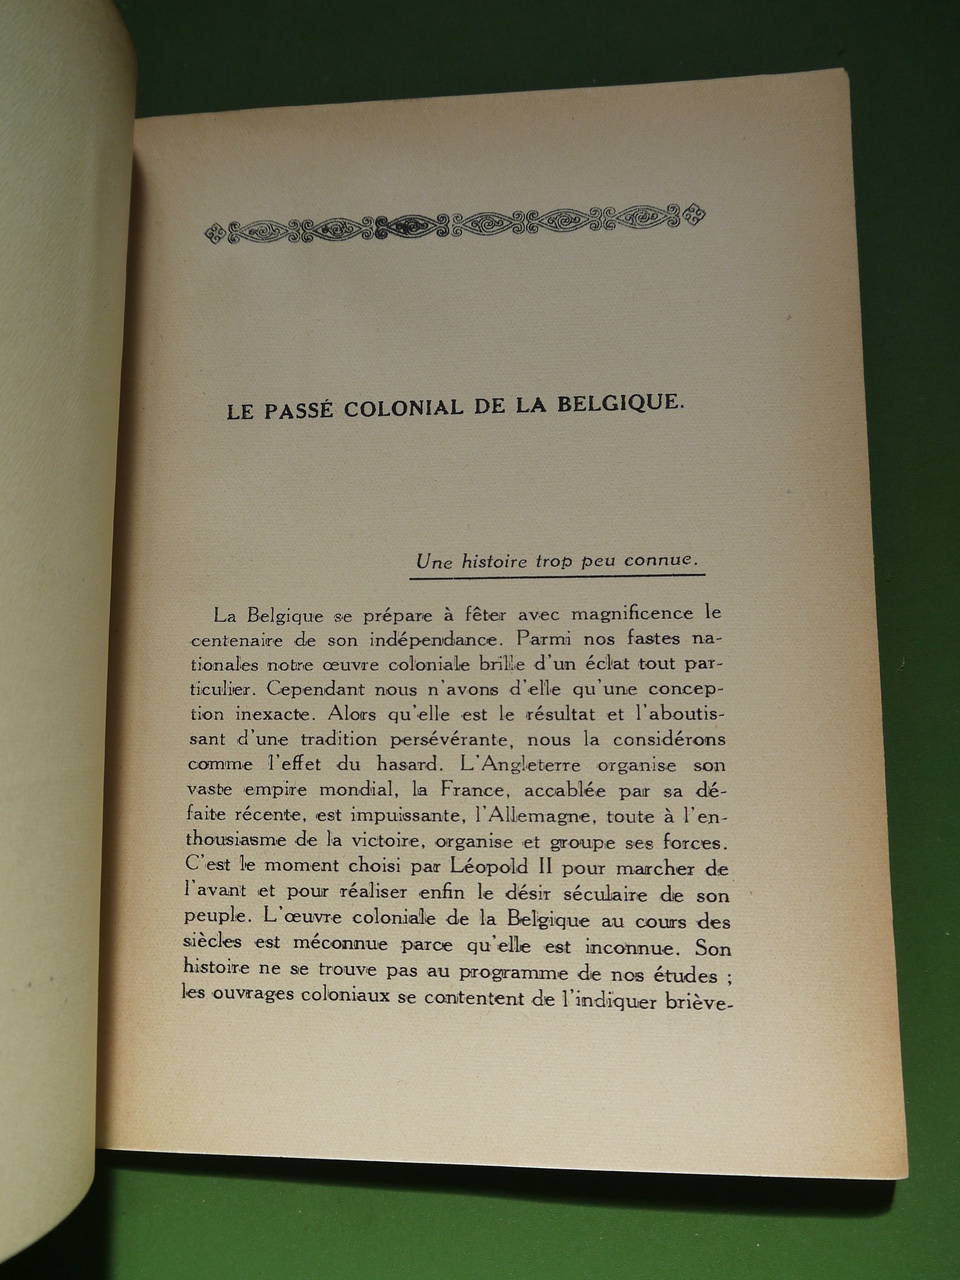 LE PASSÉ COLONIAL DE LA BELGIQUE.
Une histoire trop peu connue.
La Belgique se prépare à fêter avec magnificence le
centenaire de son indépendance. Parmi nos fastes na-
tionales notre œuvre coloniale brille d'un éclat tout par-
ticulier. Cependant nous n'avons d'elle qu'une concep-
tion inexacte. Alors qu'elle est le résultat et l'aboutis-
sant d'une tradition persévérante, nous la considérons
comme l'effet du hasard. L'Angleterre organise son
vaste empire mondial, la France, accablée par sa dé-
faite récente, est impuissante, l'Allemagne, toute à l'en-
thousiasme de la victoire, organise et groupe ses forces.
C'est le moment choisi par Léopold II pour marcher de
l'avant et pour réaliser enfin le désir séculaire de son
peuple. L'œuvre coloniale de la Belgique au cours des
siècles est méconnue parce qu'elle est inconnue. Son
histoire ne se trouve pas au programme de nos études ;
les ouvrages coloniaux se contentent de l'indiquer briève-